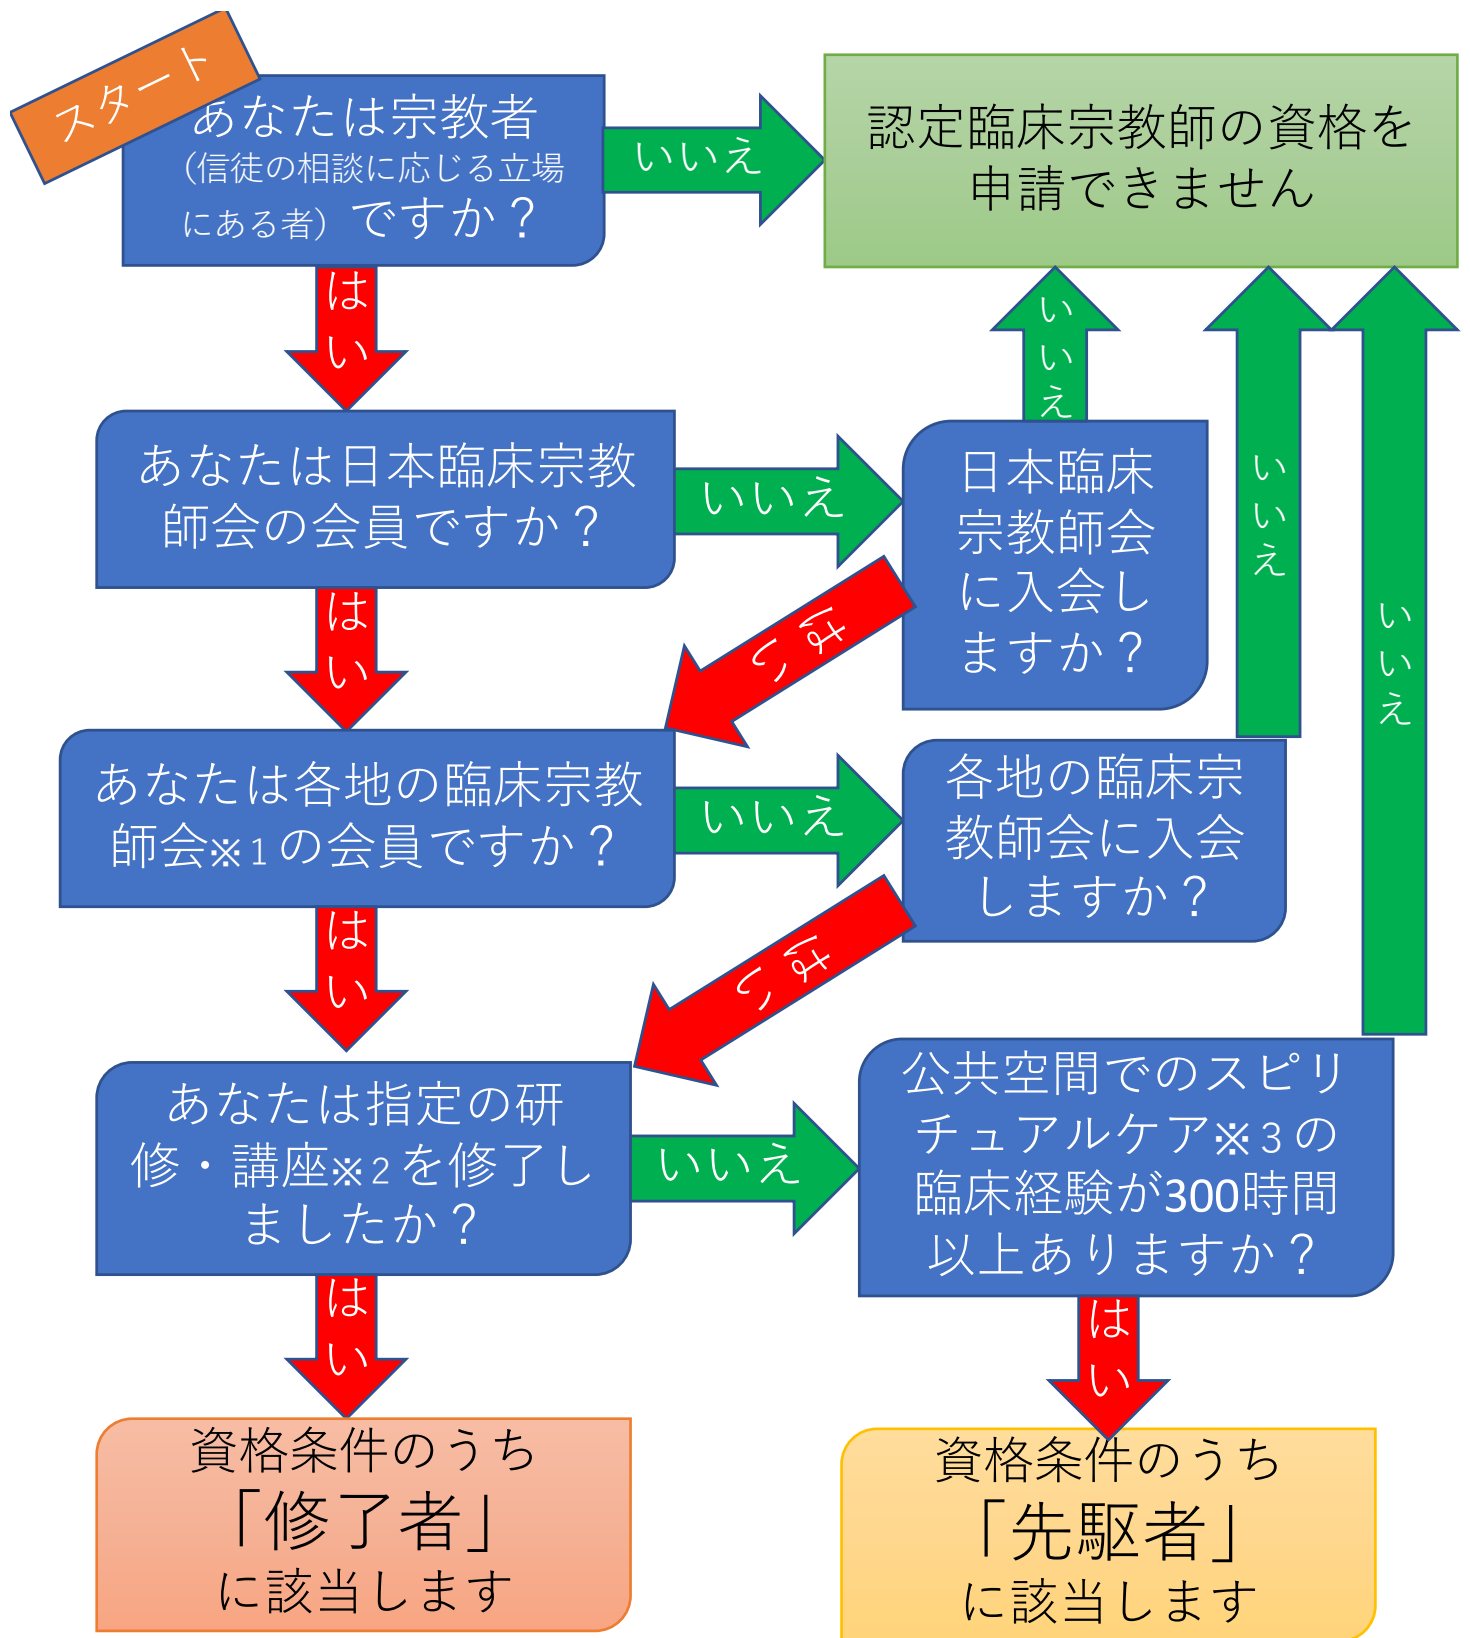 スタート
あなたは宗教者
（信徒の相談に応じる立場
にある者）ですか？
いいえ
認定臨床宗教師の資格を
申請できません
はい
いいえ
あなたは日本臨床宗教
師会の会員ですか？
いいえ
日本臨床
宗教師会
に入会し
ますか？
いいえ
いいえ
はい
はい
あなたは各地の臨床宗教
師会※1の会員ですか？
いいえ
各地の臨床宗
教師会に入会
しますか？
はい
はい
あなたは指定の研
修・講座※2を修了し
ましたか？
いいえ
公共空間でのスピリ
チュアルケア※3の
臨床経験が300時間
以上ありますか？
はい
はい
資格条件のうち
「修了者」
に該当します
資格条件のうち
「先駆者」
に該当します